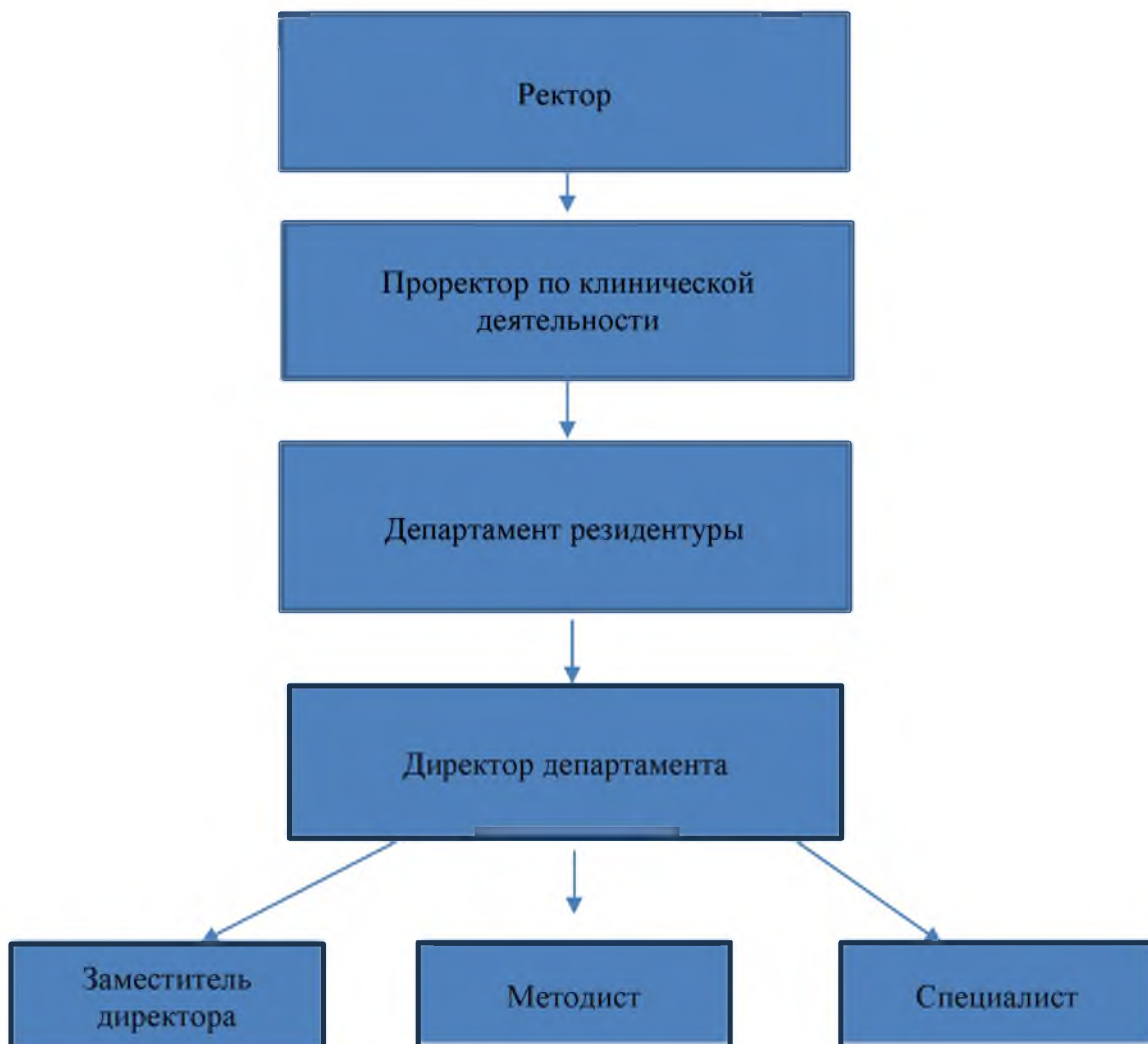 Ректор
Проректор по клинической
деятельности
Департамент резидентуры
Директор департамента
Заместитель
директора
Методист
Специалист